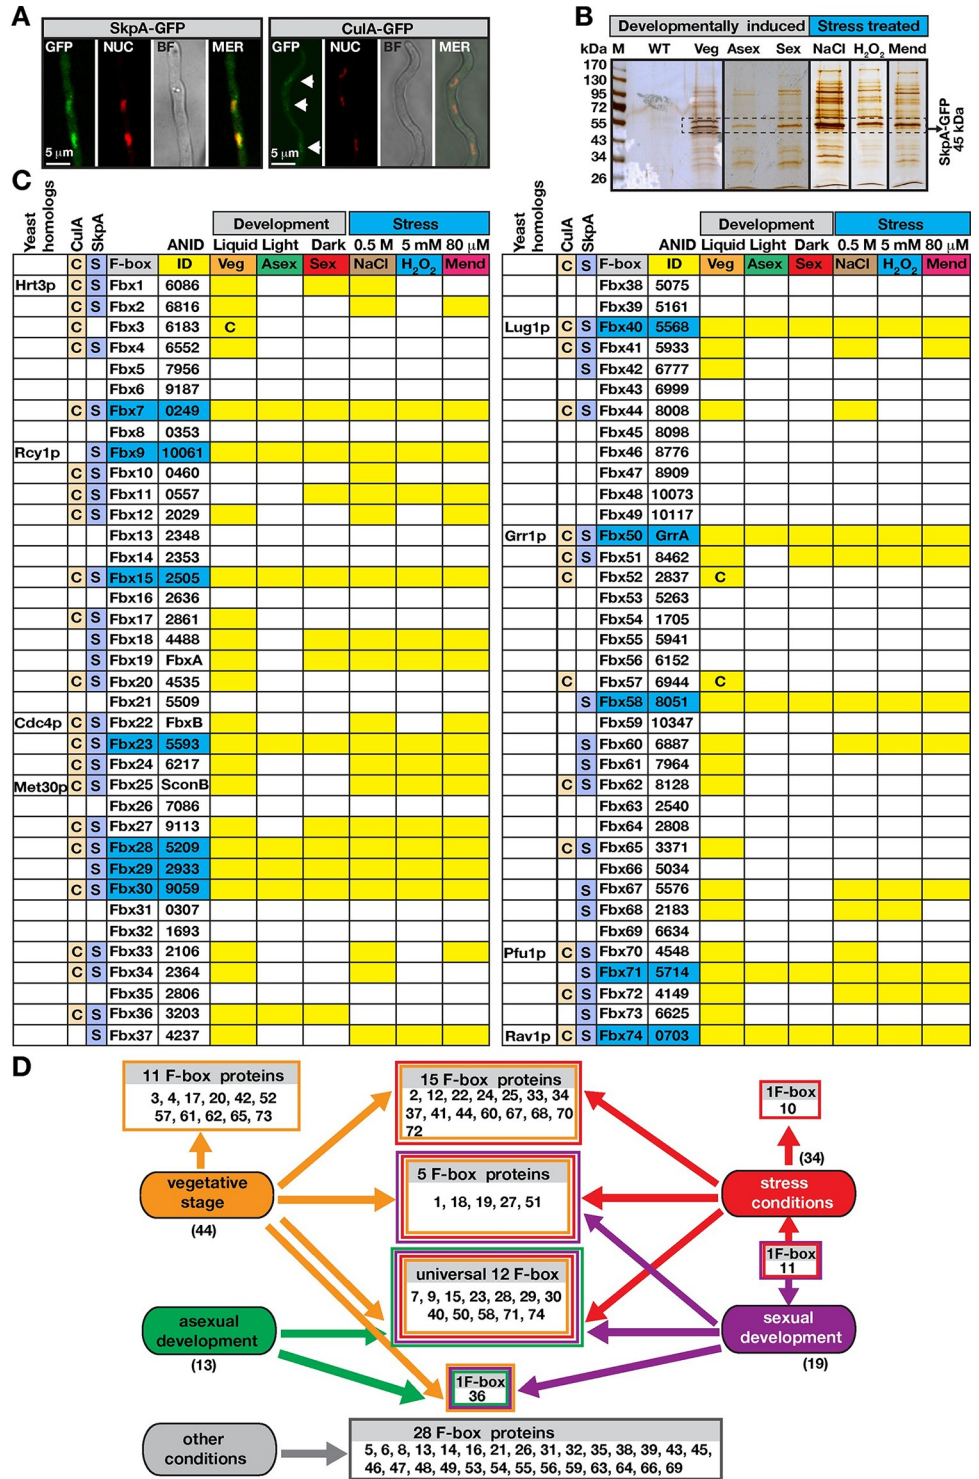 A
SkpA-GFP
CulA-GFP
GFP NUC BF MER
GFP NUC BF MER
5 µm
5 µm
B
Developmentally induced Stress treated
kDa M WT Veg Asex Sex NaCl H2O2 Mend
170
130
95
72
55
43
34
26
SkpA-GFP
45 kDa
C
Yeast homologs CulA SkpA
Development Stress
ANID Liquid Light Dark 0.5 M 5 mM 80 µM
C S F-box ID Veg Asex Sex NaCl H2O2 Mend
Hrt3p C S Fbx1 6086
C S Fbx2 6816
C Fbx3 6183 C
C S Fbx4 6552
Fbx5 7956
Fbx6 9187
C S Fbx7 0249
Fbx8 0353
Rcy1p S Fbx9 10061
C S Fbx10 0460
C S Fbx11 0557
C S Fbx12 2029
Fbx13 2348
Fbx14 2353
C S Fbx15 2505
Fbx16 2636
C S Fbx17 2861
S Fbx18 4488
S Fbx19 FbxA
C S Fbx20 4535
Fbx21 5509
Cdc4p C S Fbx22 FbxB
C S Fbx23 5593
C S Fbx24 6217
Met30p C S Fbx25 SconB
Fbx26 7086
C S Fbx27 9113
C S Fbx28 5209
S Fbx29 2933
C S Fbx30 9059
Fbx31 0307
Fbx32 1693
C S Fbx33 2106
C S Fbx34 2364
Fbx35 2806
C S Fbx36 3203
S Fbx37 4237
Yeast homologs CulA SkpA
Development Stress
ANID Liquid Light Dark 0.5 M 5 mM 80 µM
C S F-box ID Veg Asex Sex NaCl H2O2 Mend
Fbx38 5075
Fbx39 5161
Lug1p C S Fbx40 5568
C S Fbx41 5933
S Fbx42 6777
Fbx43 6999
C S Fbx44 8008
Fbx45 8098
Fbx46 8776
Fbx47 8909
Fbx48 10073
Fbx49 10117
Grr1p C S Fbx50 GrrA
C S Fbx51 8462
C Fbx52 2837 C
Fbx53 5263
Fbx54 1705
Fbx55 5941
Fbx56 6152
C Fbx57 6944 C
S Fbx58 8051
Fbx59 10347
S Fbx60 6887
S Fbx61 7964
C S Fbx62 8128
Fbx63 2540
Fbx64 2808
C S Fbx65 3371
Fbx66 5034
S Fbx67 5576
S Fbx68 2183
Fbx69 6634
Pfu1p C S Fbx70 4548
S Fbx71 5714
C S Fbx72 4149
S Fbx73 6625
Rav1p C S Fbx74 0703
D
11 F-box proteins
3, 4, 17, 20, 42, 52
57, 61, 62, 65, 73
15 F-box proteins
2, 12, 22, 24, 25, 33, 34
37, 41, 44, 60, 67, 68, 70
72
1F-box
10
vegetative
stage
(44)
5 F-box proteins
1, 18, 19, 27, 51
(34)
stress
conditions
1F-box
11
universal 12 F-box
7, 9, 15, 23, 28, 29, 30
40, 50, 58, 71, 74
asexual
development
(13)
sexual
development
(19)
1F-box
36
other
conditions
28 F-box proteins
5, 6, 8, 13, 14, 16, 21, 26, 31, 32, 35, 38, 39, 43, 45,
46, 47, 48, 49, 53, 54, 55, 56, 59, 63, 64, 66, 69